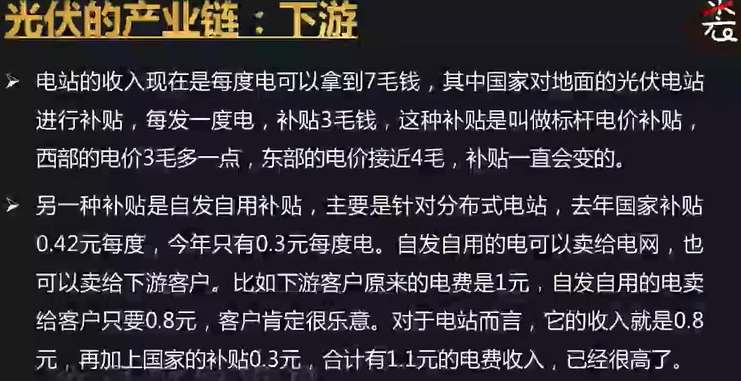 光伏的产业链：下游
➢ 电站的收入现在是每度电可以拿到7毛钱，其中国家对地面的光伏电站
进行补贴，每发一度电，补贴3毛钱，这种补贴是叫做标杆电价补贴，
西部的电价3毛多一点，东部的电价接近4毛，补贴一直会变的。
➢ 另一种补贴是自发自用补贴，主要是针对分布式电站，去年国家补贴
0.42元每度，今年只有0.3元每度电。自发自用的电可以卖给电网，也
可以卖给下游客户。比如下游客户原来的电费是1元，自发自用的电卖
给客户只要0.8元，客户肯定很乐意。对于电站而言，它的收入就是0.8
元，再加上国家的补贴0.3元，合计有1.1元的电费收入，已经很高了。